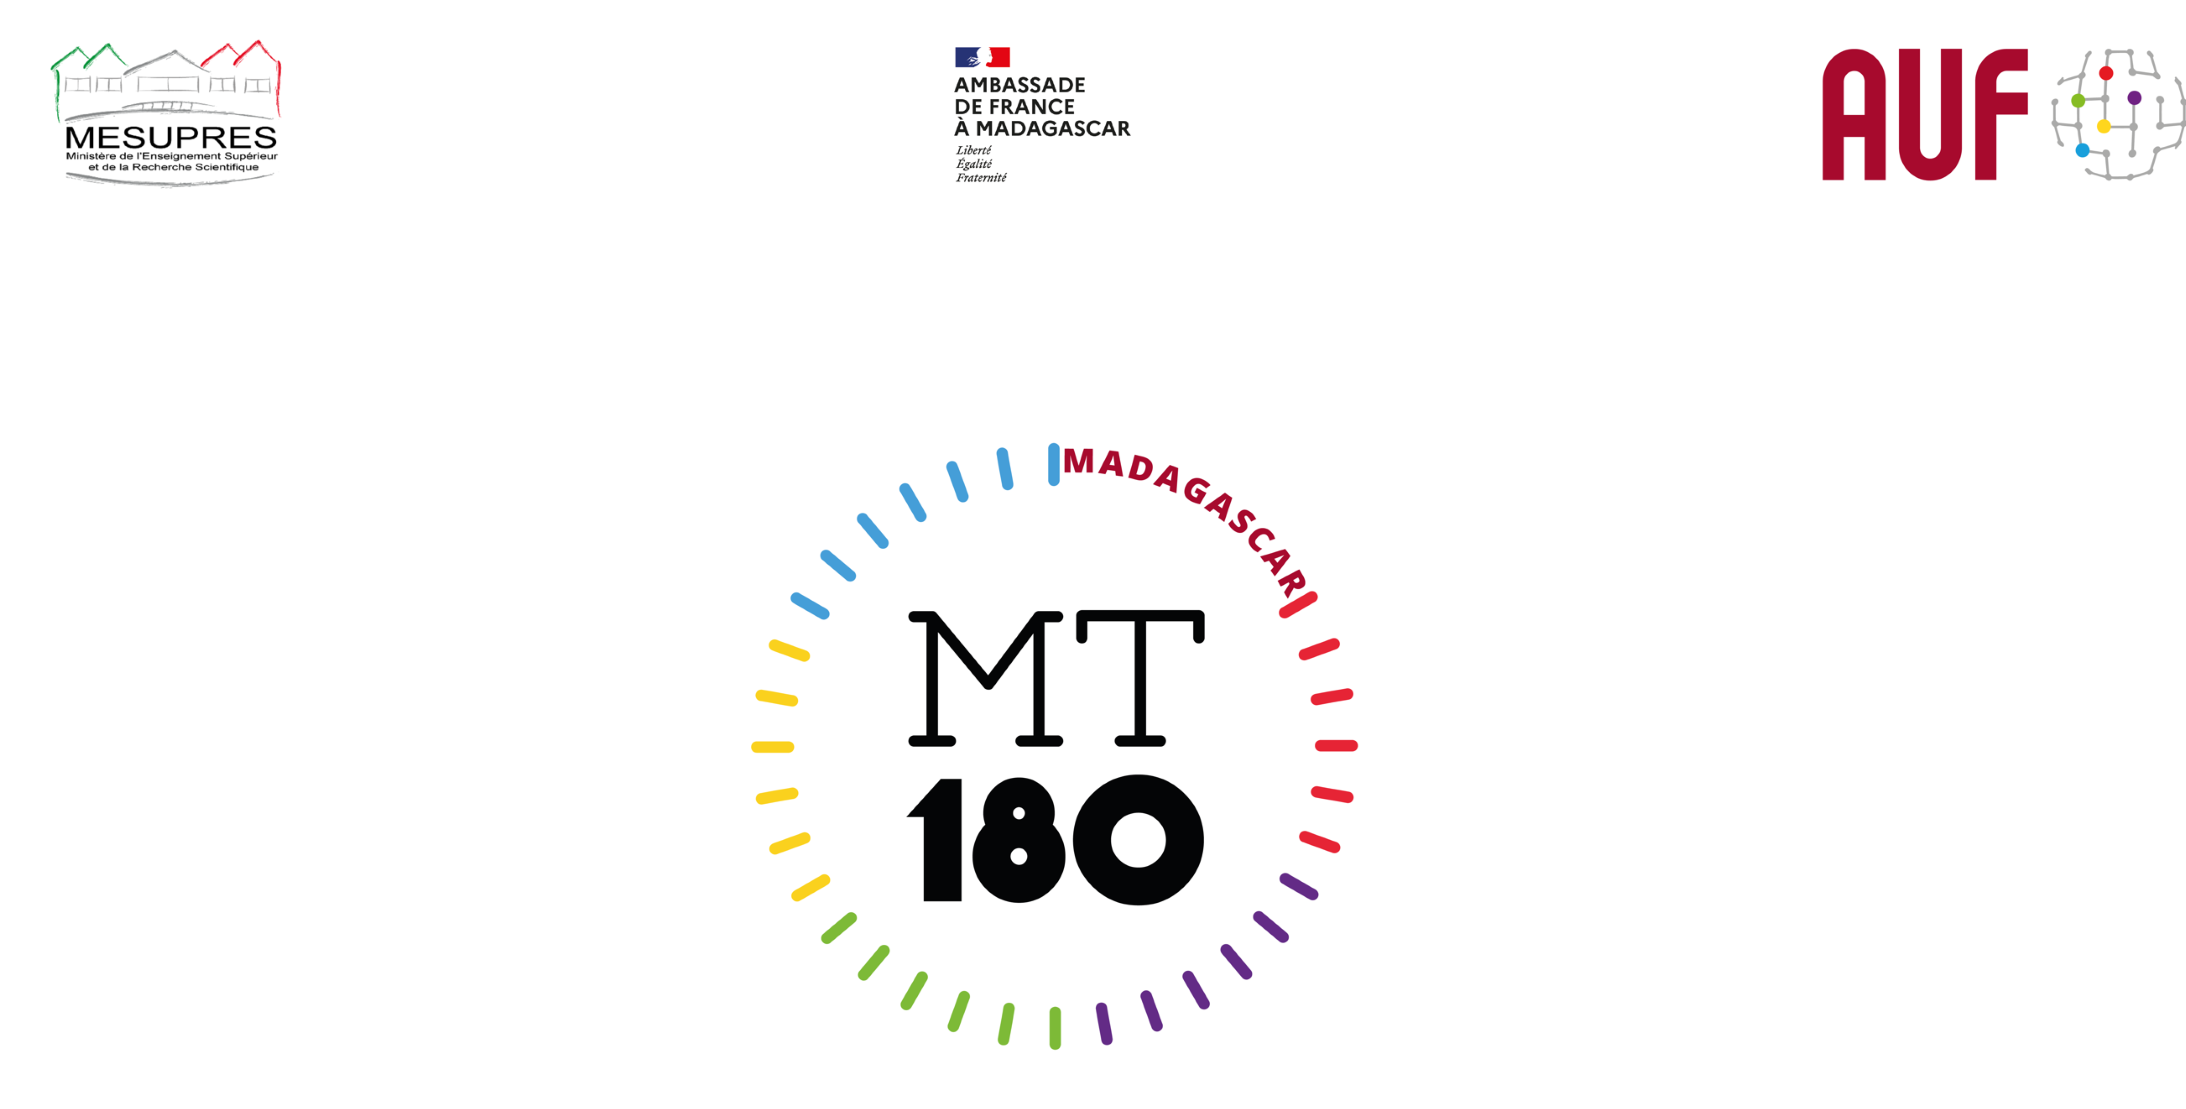 MESUPRES
Ministère de l'Enseignement Supérieur
et de la Recherche Scientifique
AMBASSADE
DE FRANCE
À MADAGASCAR
Liberté
Égalité
Fraternité
AUF
MADAGASCAR
MT
180